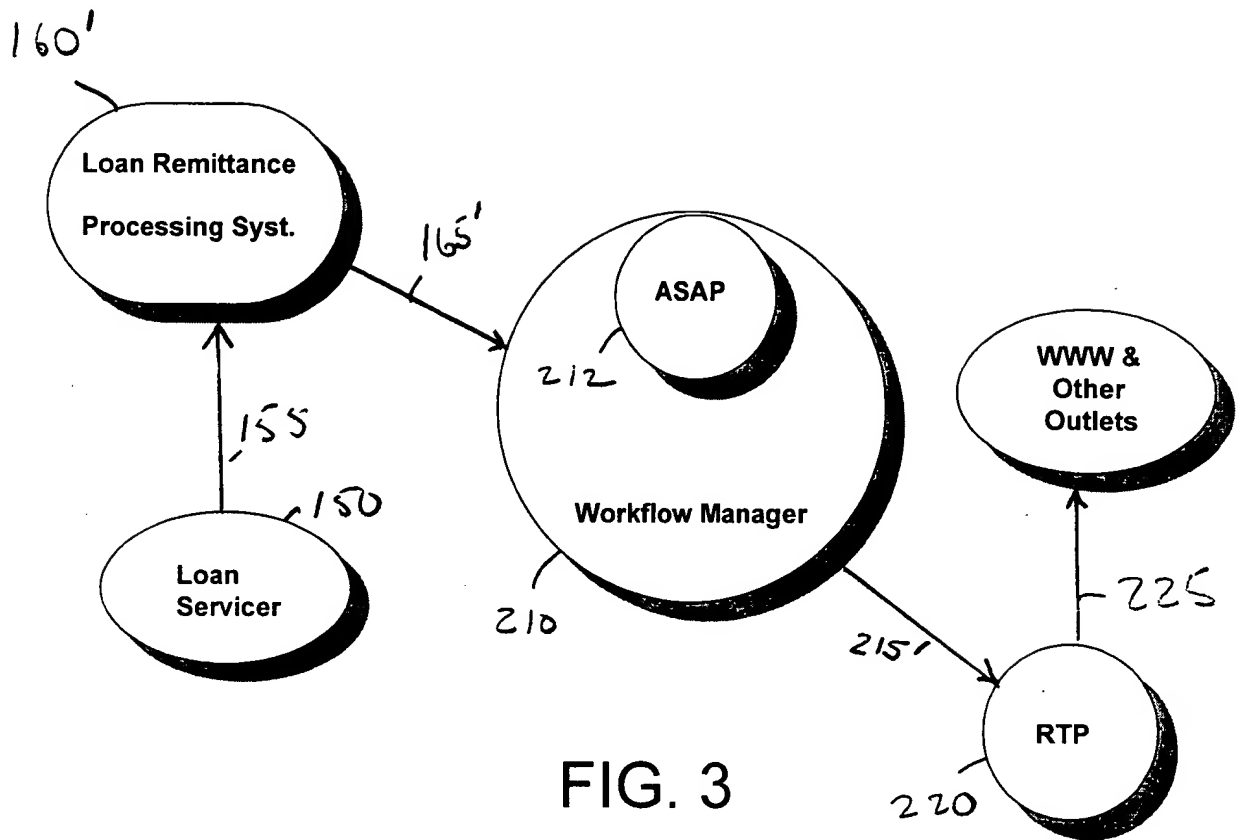 160'
Loan Remittance
Processing Syst.
165'
ASAP
212
WWW &
Other
Outlets
155
150
Workflow Manager
Loan
Servicer
210
225
215'
RTP
220
FIG. 3